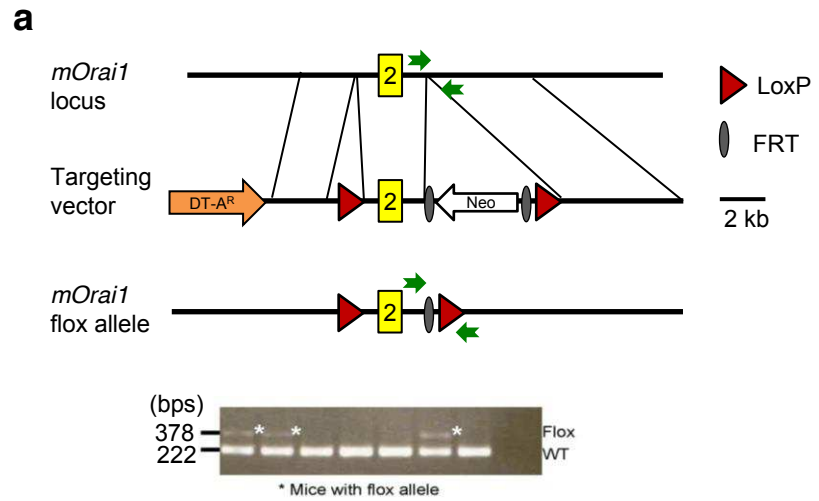 a
mOrai1
locus
2
LoxP
FRT
2 kb
Targeting
vector
DT-Aᴿ
2
Neo
mOrai1
flox allele
2
(bps)
378
222
* *
*
Flox
WT
* Mice with flox allele